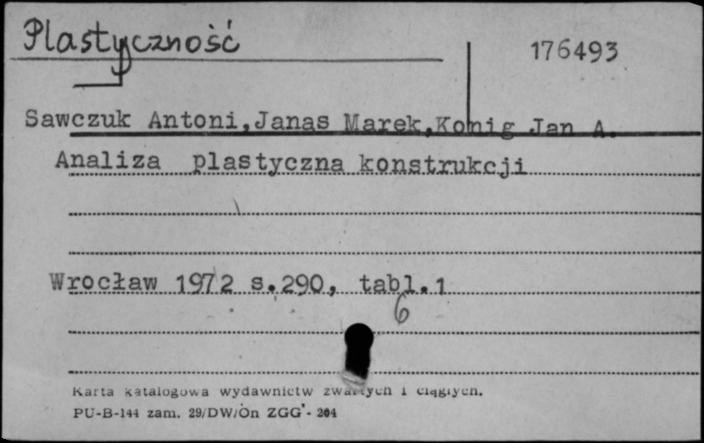 Plastyczność
176493
Sawczuk Antoni,Janas Marek,Konig Jan A.
Analiza plastyczna konstrukcji
Wrocław 1972 s.290, tabl.1
6
Karta katalogowa wydawnictw zwartych i ciągłych.
PU-B-144 zam. 29/DW/On ZGG - 204